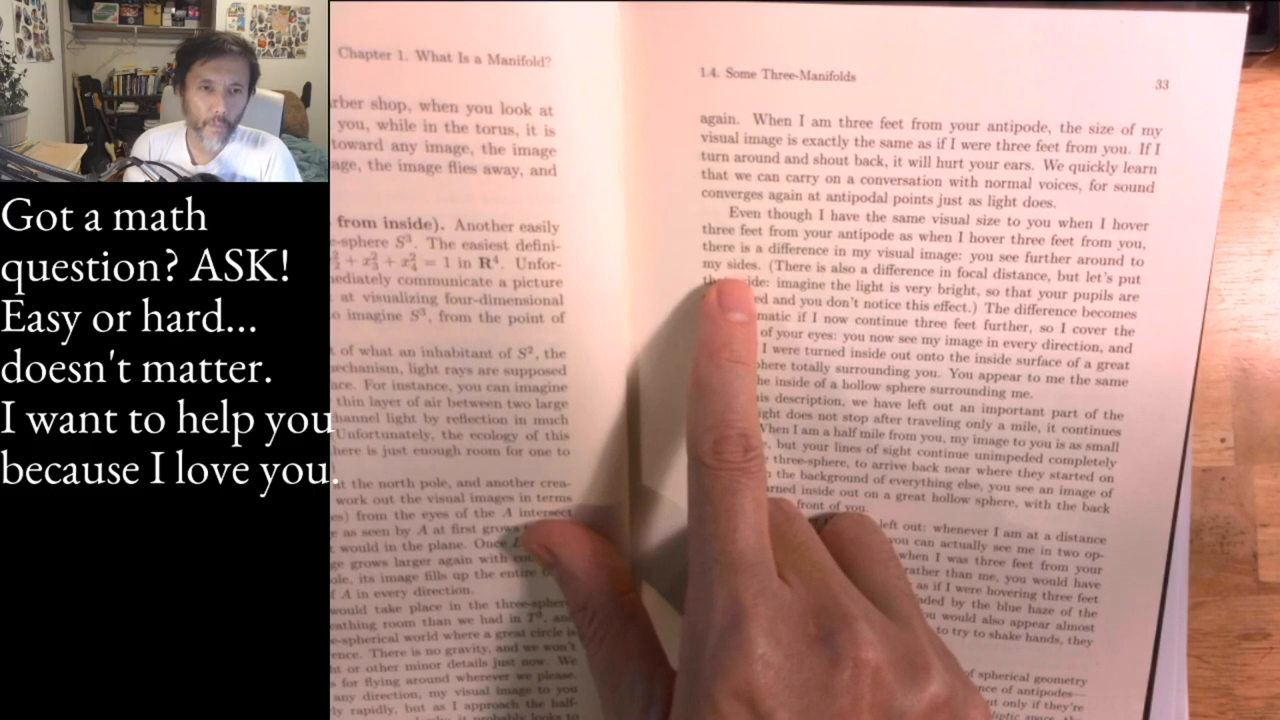 Got a math
question? ASK!
Easy or hard...
doesn't matter.
I want to help you
because I love you.
Chapter 1. What Is a Manifold?
rber shop, when you look at
you, while in the torus, it is
toward any image, the image
age, the image flies away, and
from inside). Another easily
-sphere S³. The easiest defini-
+ x₃² + x₄² = 1 in R⁴. Unfor-
ediately communicate a picture
at visualizing four-dimensional
o imagine S³, from the point of
of what an inhabitant of S², the
echanism, light rays are supposed
ace. For instance, you can imagine
thin layer of air between two large
hannel light by reflection in much
Unfortunately, the ecology of this
here is just enough room for one to
t the north pole, and another crea-
work out the visual images in terms
es) from the eyes of the A intersect
e as seen by A at first grows
t would in the plane. Once
ge grows larger again with
ole, its image fills up the entire
f A in every direction.
would take place in the three-sphere
eathing room than we had in T³, and
e-spherical world where a great circle is
ence. There is no gravity, and we won't
ht or other minor details just now. We
s for flying around wherever we please.
any direction, my visual image to you
ly rapidly, but as I approach the half-
1.4. Some Three-Manifolds
33
again. When I am three feet from your antipode, the size of my
visual image is exactly the same as if I were three feet from you. If I
turn around and shout back, it will hurt your ears. We quickly learn
that we can carry on a conversation with normal voices, for sound
converges again at antipodal points just as light does.
Even though I have the same visual size to you when I hover
three feet from your antipode as when I hover three feet from you,
there is a difference in my visual image: you see further around to
my sides. (There is also a difference in focal distance, but let's put
ide: imagine the light is very bright, so that your pupils are
ed and you don't notice this effect.) The difference becomes
matic if I now continue three feet further, so I cover the
of your eyes: you now see my image in every direction, and
I were turned inside out onto the inside surface of a great
phere totally surrounding you. You appear to me the same
he inside of a hollow sphere surrounding me.
is description, we have left out an important part of the
ight does not stop after traveling only a mile, it continues
When I am a half mile from you, my image to you is as small
, but your lines of sight continue unimpeded completely
three-sphere, to arrive back near where they started on
the background of everything else, you see an image of
rned inside out on a great hollow sphere, with the back
front of you.
left out: whenever I am at a distance
you can actually see me in two op-
when I was three feet from your
rather than me, you would have
as if I were hovering three feet
aded by the blue haze of the
ou would also appear almost
to try to shake hands, they
of spherical geometry
nce of antipodes—
ut only if they're